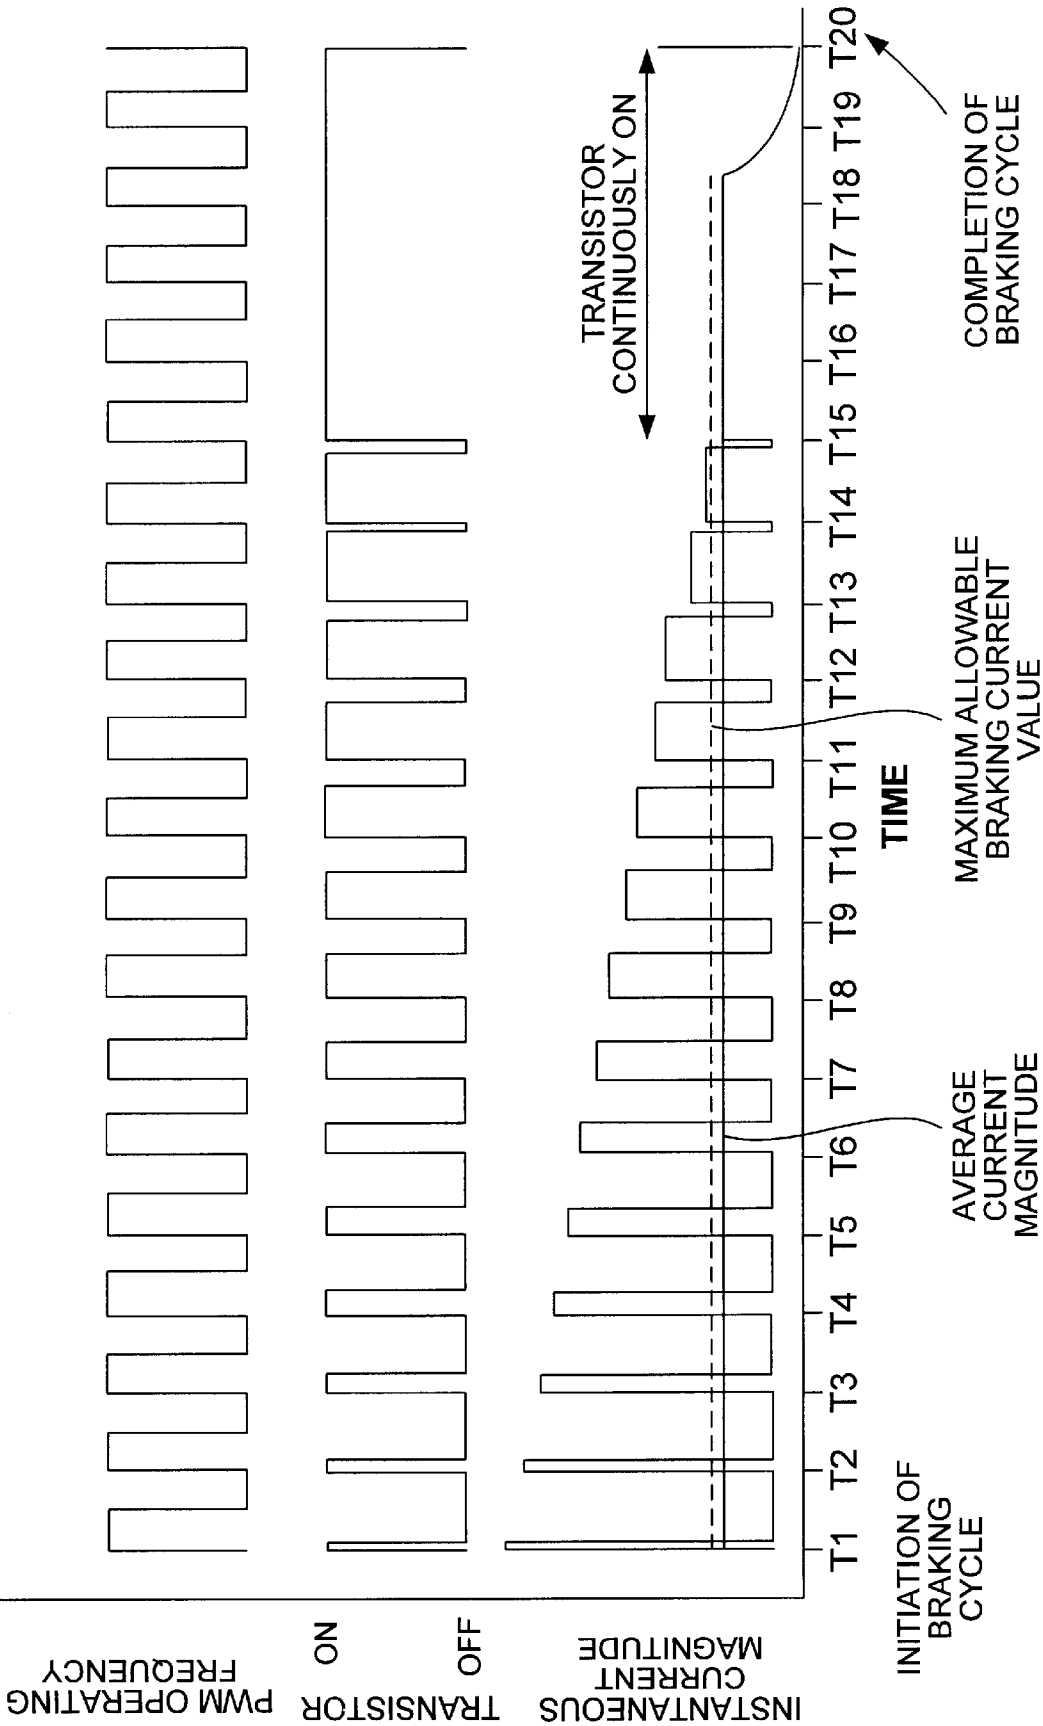 PWM OPERATING
FREQUENCY
TRANSISTOR
ON
OFF
INSTANTANEOUS
CURRENT
MAGNITUDE
TRANSISTOR
CONTINUOUSLY ON
T1
T2
T3
T4
T5
T6
T7
T8
T9
T10
T11
T12
T13
T14
T15
T16
T17
T18
T19
T20
TIME
INITIATION OF
BRAKING
CYCLE
AVERAGE
CURRENT
MAGNITUDE
MAXIMUM ALLOWABLE
BRAKING CURRENT
VALUE
COMPLETION OF
BRAKING CYCLE